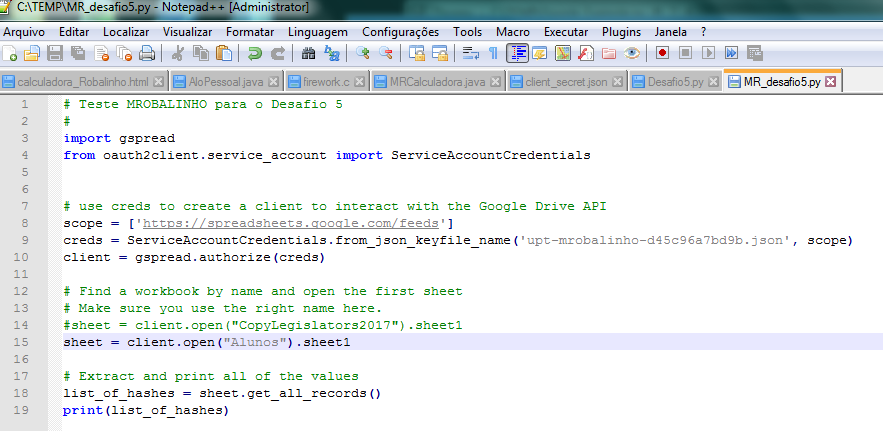 C:\TEMP\MR_desafio5.py - Notepad++ [Administrator]
Arquivo Editar Localizar Visualizar Formatar Linguagem Configurações Tools Macro Executar Plugins Janela ?
calculadora_Robalinho.html AloPessoal.java firework.c MRCalculadora.java client_secret.json Desafio5.py MR_desafio5.py
1 # Teste MROBALINHO para o Desafio 5
2 #
3 import gspread
4 from oauth2client.service_account import ServiceAccountCredentials
5
6
7 # use creds to create a client to interact with the Google Drive API
8 scope = ['https://spreadsheets.google.com/feeds']
9 creds = ServiceAccountCredentials.from_json_keyfile_name('upt-mrobalinho-d45c96a7bd9b.json', scope)
10 client = gspread.authorize(creds)
11
12 # Find a workbook by name and open the first sheet
13 # Make sure you use the right name here.
14 #sheet = client.open("CopyLegislators2017").sheet1
15 sheet = client.open("Alunos").sheet1
16
17 # Extract and print all of the values
18 list_of_hashes = sheet.get_all_records()
19 print(list_of_hashes)